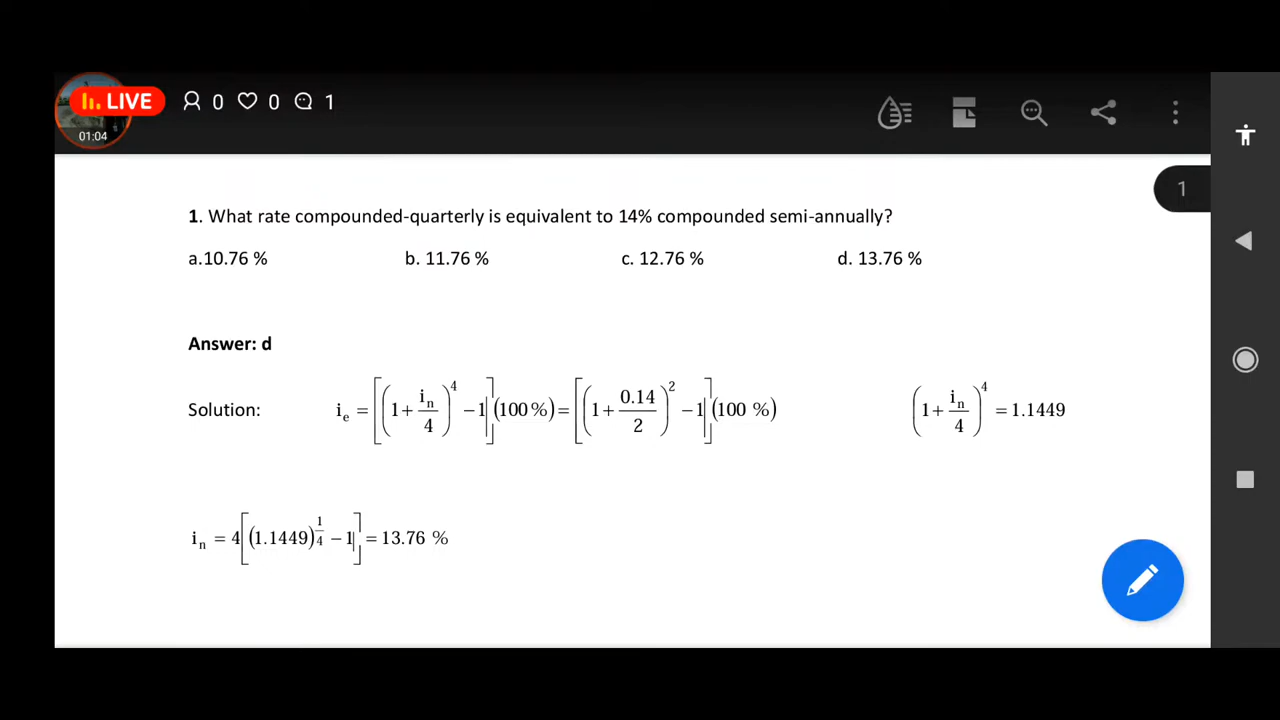 LIVE 0 0 1
01:04
1
1. What rate compounded-quarterly is equivalent to 14% compounded semi-annually?
a.10.76 % b. 11.76 % c. 12.76 % d. 13.76 %
Answer: d
Solution: i_e = [(1 + i_n/4)^4 − 1](100 %) = [(1 + 0.14/2)^2 − 1](100 %) (1 + i_n/4)^4 = 1.1449
i_n = 4[(1.1449)^(1/4) − 1] = 13.76 %